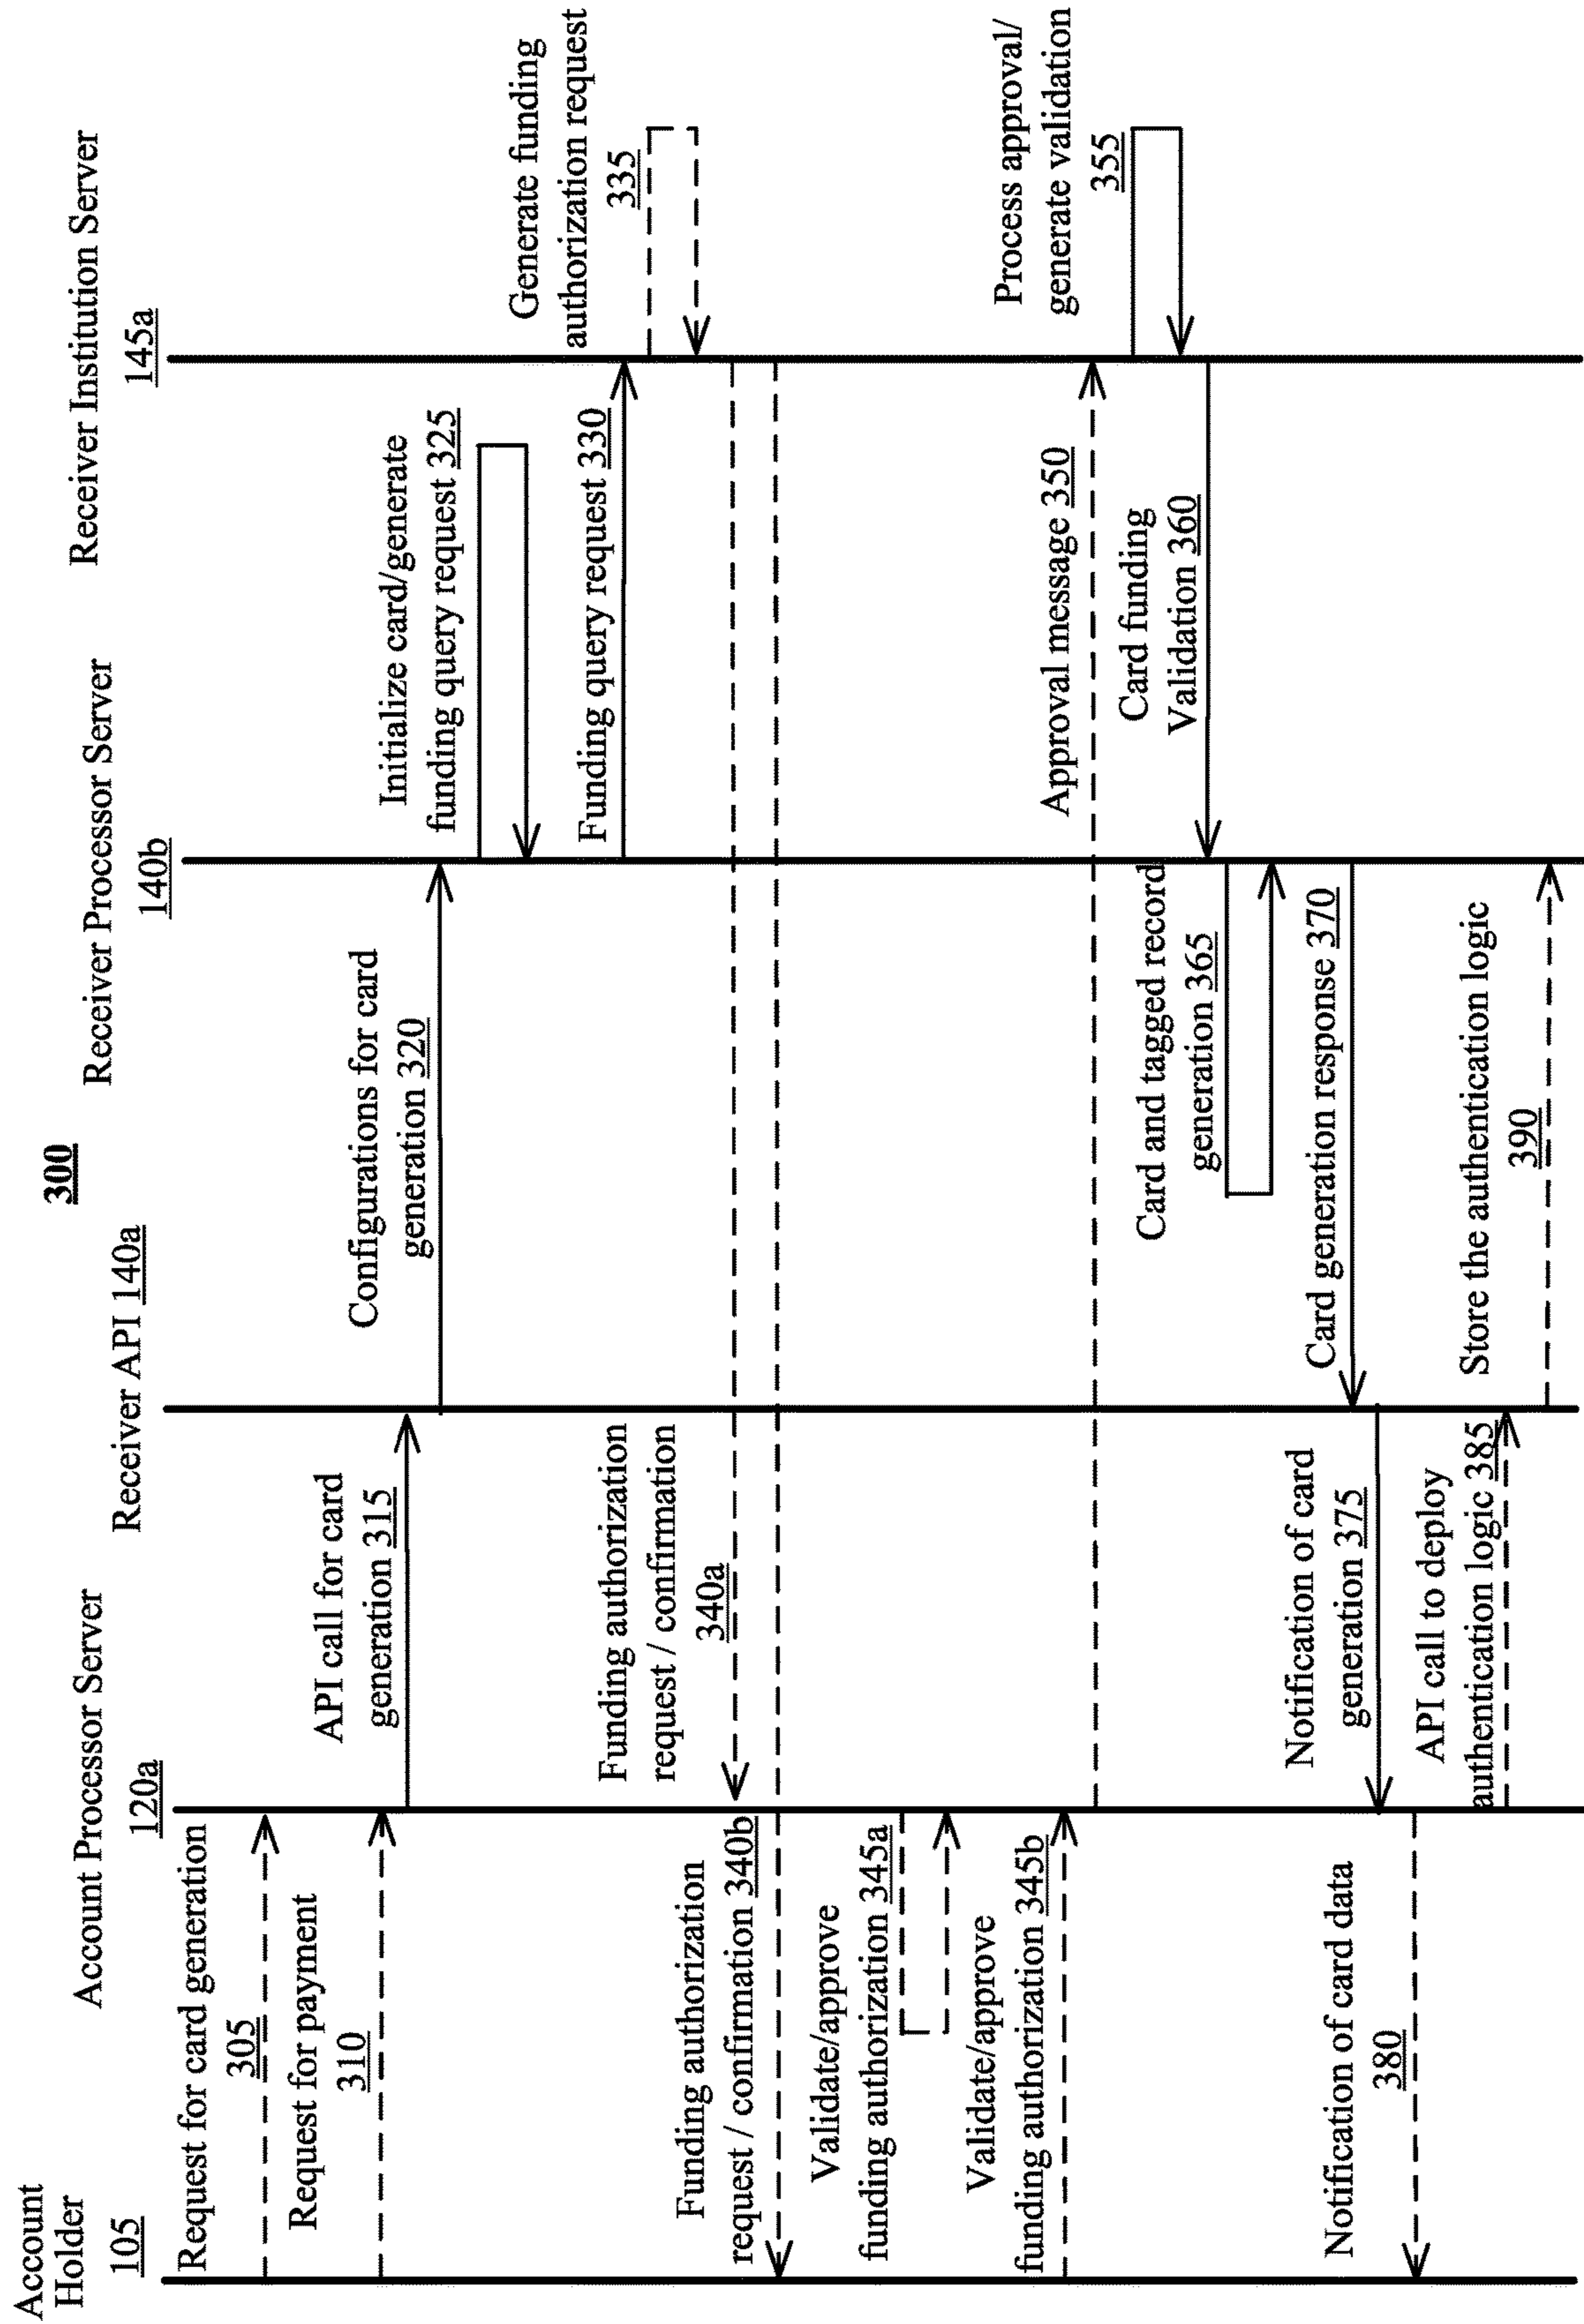 300
Account
Holder
105
Account Processor Server
120a
Receiver API 140a
Receiver Processor Server
140b
Receiver Institution Server
145a
Request for card generation
305
Request for payment
310
API call for card
generation 315
Configurations for card
generation 320
Initialize card/generate
funding query request 325
Funding query request 330
Generate funding
authorization request
335
Funding authorization
request / confirmation
340a
Funding authorization
request / confirmation 340b
Validate/approve
funding authorization 345a
Validate/approve
funding authorization 345b
Approval message 350
Process approval/
generate validation
355
Card funding
Validation 360
Card and tagged record
generation 365
Card generation response 370
Notification of card
generation 375
Notification of card data
380
API call to deploy
authentication logic 385
Store the authentication logic
390